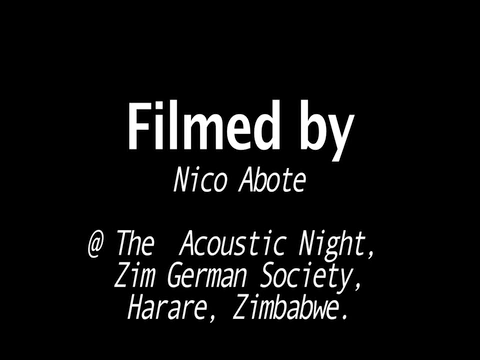 Filmed by
Nico Abote
@ The Acoustic Night,
Zim German Society,
Harare, Zimbabwe.